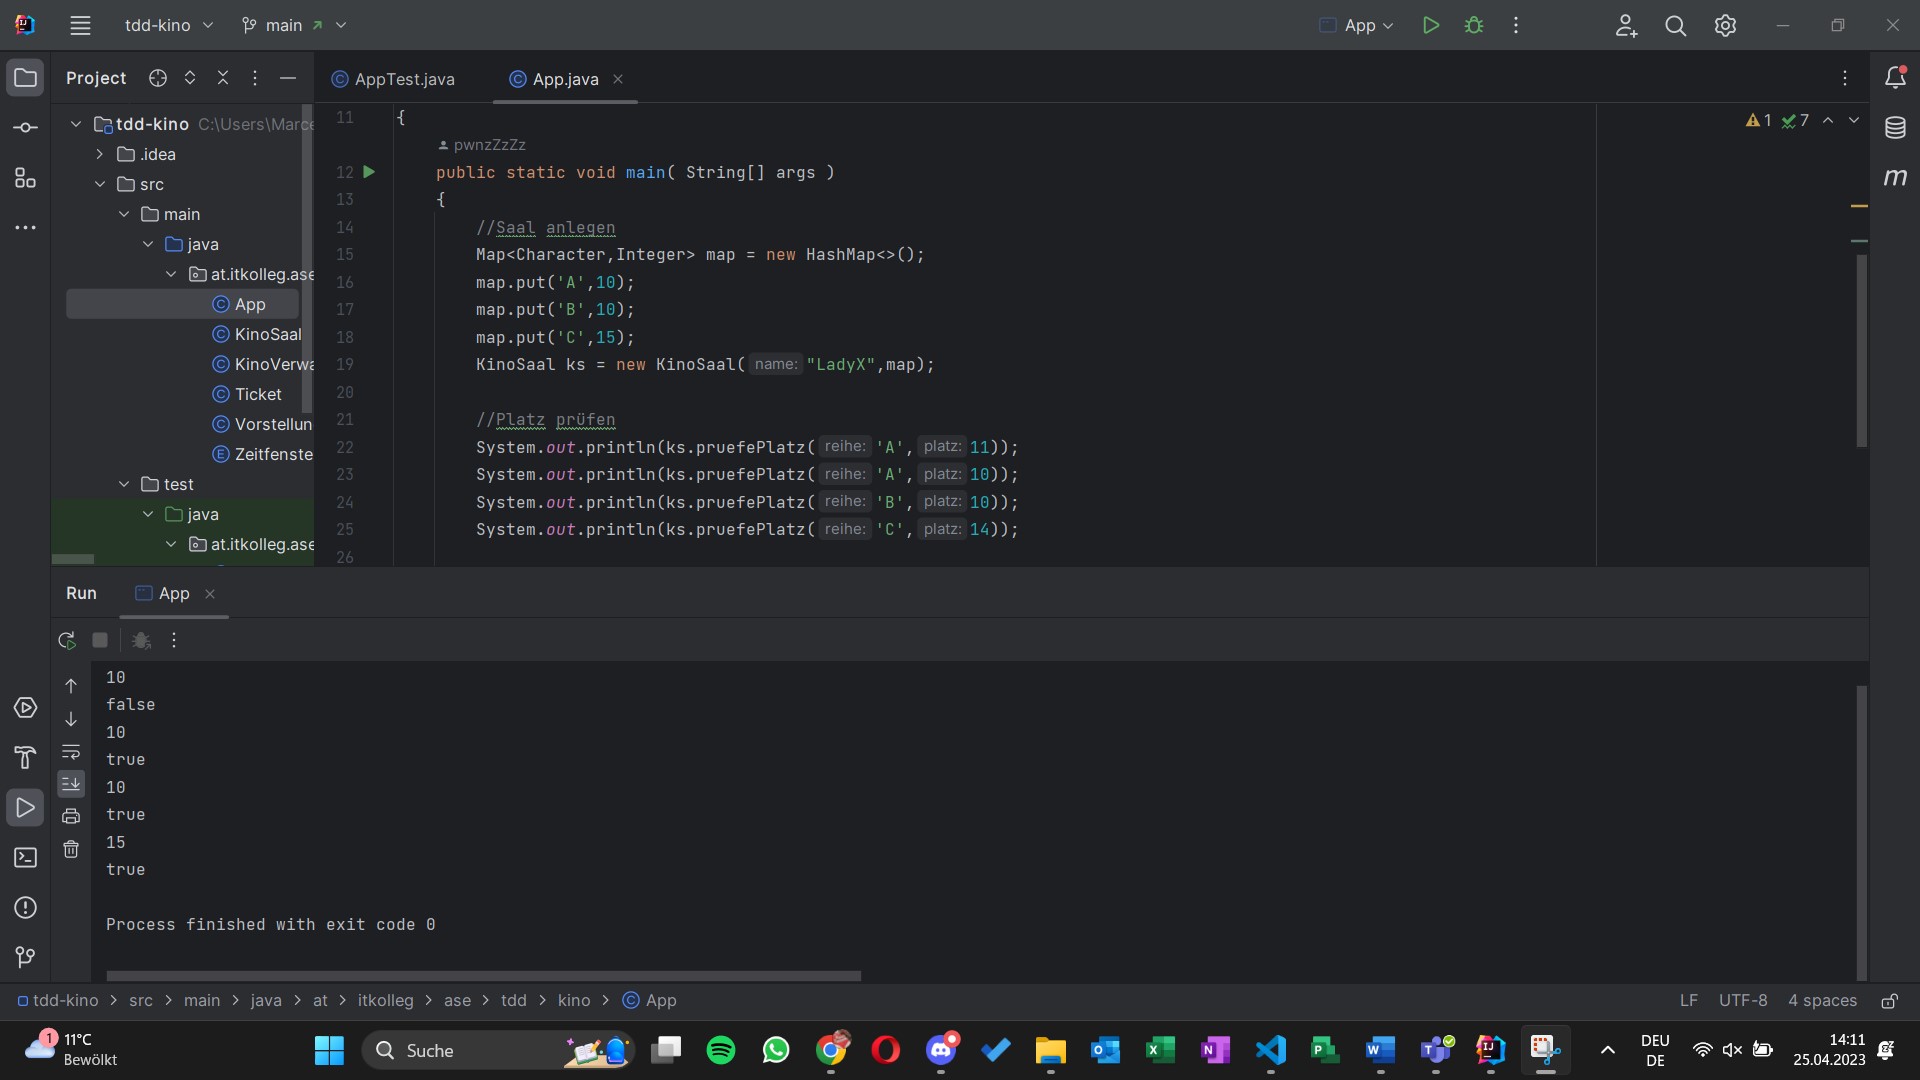 tdd-kino
main
App
Project
AppTest.java
App.java
tdd-kino C:\Users\Marce
.idea
src
main
java
at.itkolleg.ase
App
KinoSaal
KinoVerwa
Ticket
Vorstellun
Zeitfenste
test
java
at.itkolleg.ase
1 7
11 {
pwnzZzZz
12 public static void main( String[] args )
13 {
14 //Saal anlegen
15 Map<Character,Integer> map = new HashMap<>();
16 map.put('A',10);
17 map.put('B',10);
18 map.put('C',15);
19 KinoSaal ks = new KinoSaal( name: "LadyX",map);
20
21 //Platz prüfen
22 System.out.println(ks.pruefePlatz( reihe: 'A', platz: 11));
23 System.out.println(ks.pruefePlatz( reihe: 'A', platz: 10));
24 System.out.println(ks.pruefePlatz( reihe: 'B', platz: 10));
25 System.out.println(ks.pruefePlatz( reihe: 'C', platz: 14));
26
m
Run
App
10
false
10
true
10
true
15
true
Process finished with exit code 0
tdd-kino > src > main > java > at > itkolleg > ase > tdd > kino > App
LF UTF-8 4 spaces
1
11°C
Bewölkt
Suche
DEU
DE
14:11
25.04.2023